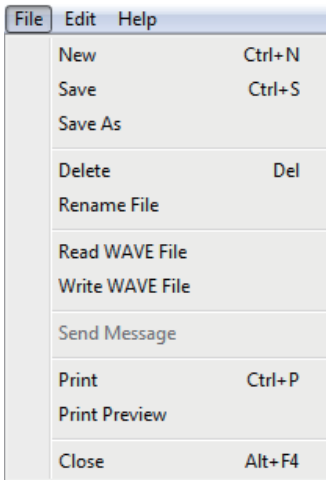 File Edit Help
New Ctrl+N
Save Ctrl+S
Save As
Delete Del
Rename File
Read WAVE File
Write WAVE File
Send Message
Print Ctrl+P
Print Preview
Close Alt+F4